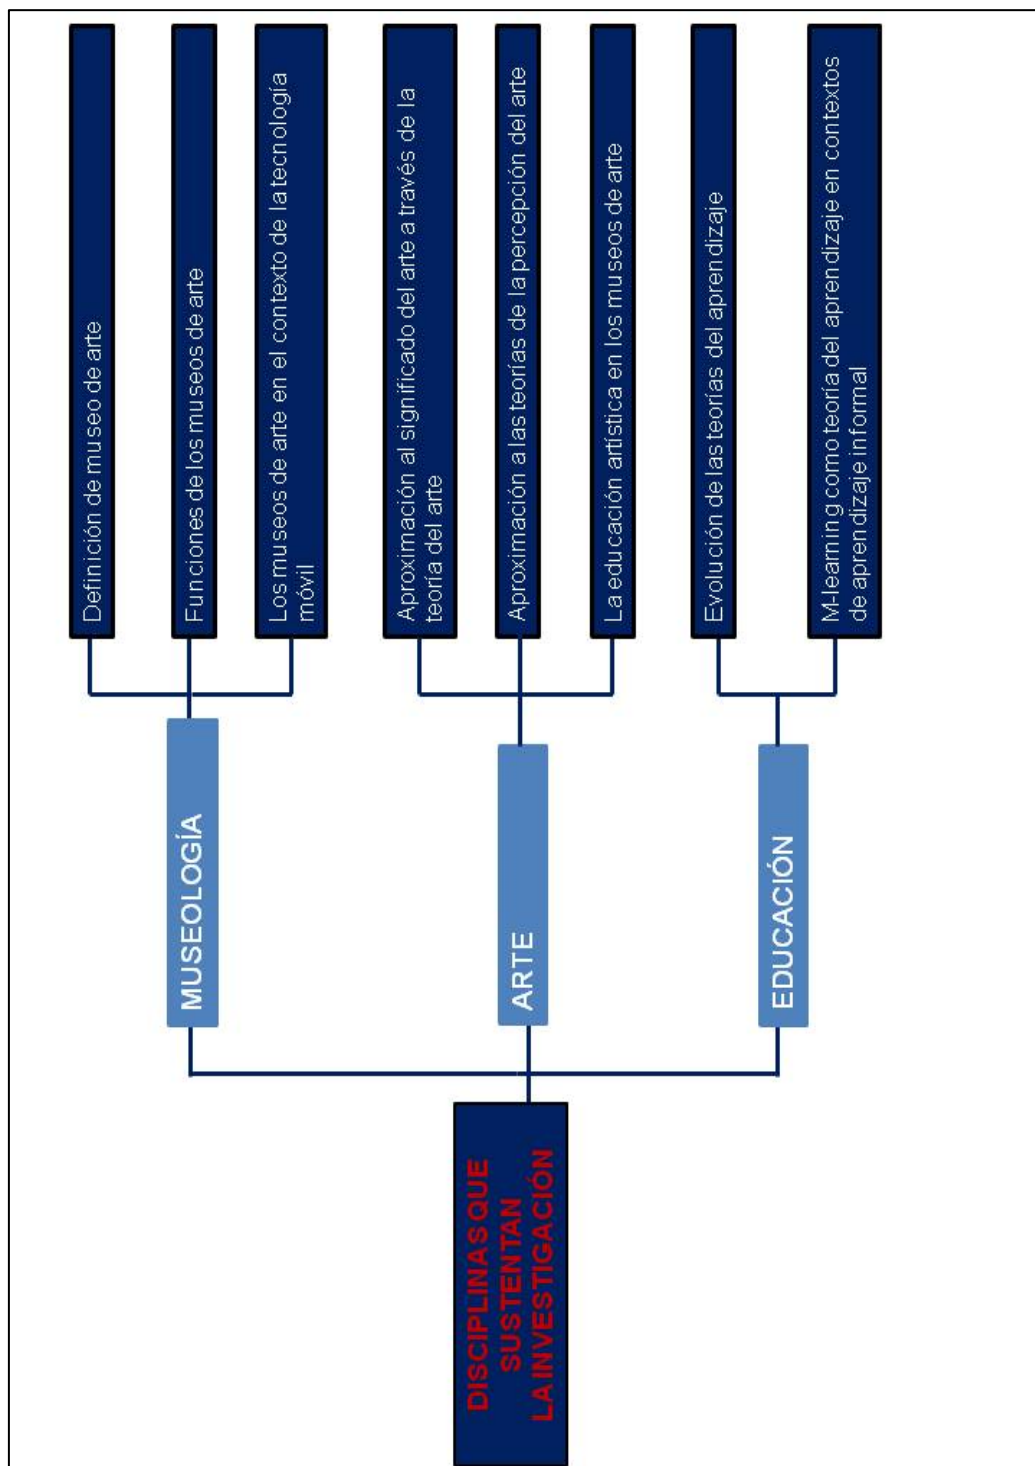 DISCIPLINAS QUE
SUSTENTAN
LA INVESTIGACIÓN
MUSEOLOGÍA
Definición de museo de arte
Funciones de los museos de arte
Los museos de arte en el contexto de la tecnología
móvil
ARTE
Aproximación al significado del arte a través de la
teoría del arte
Aproximación a las teorías de la percepción del arte
La educación artística en los museos de arte
EDUCACIÓN
Evolución de las teorías del aprendizaje
M-learning como teoría del aprendizaje en contextos
de aprendizaje informal